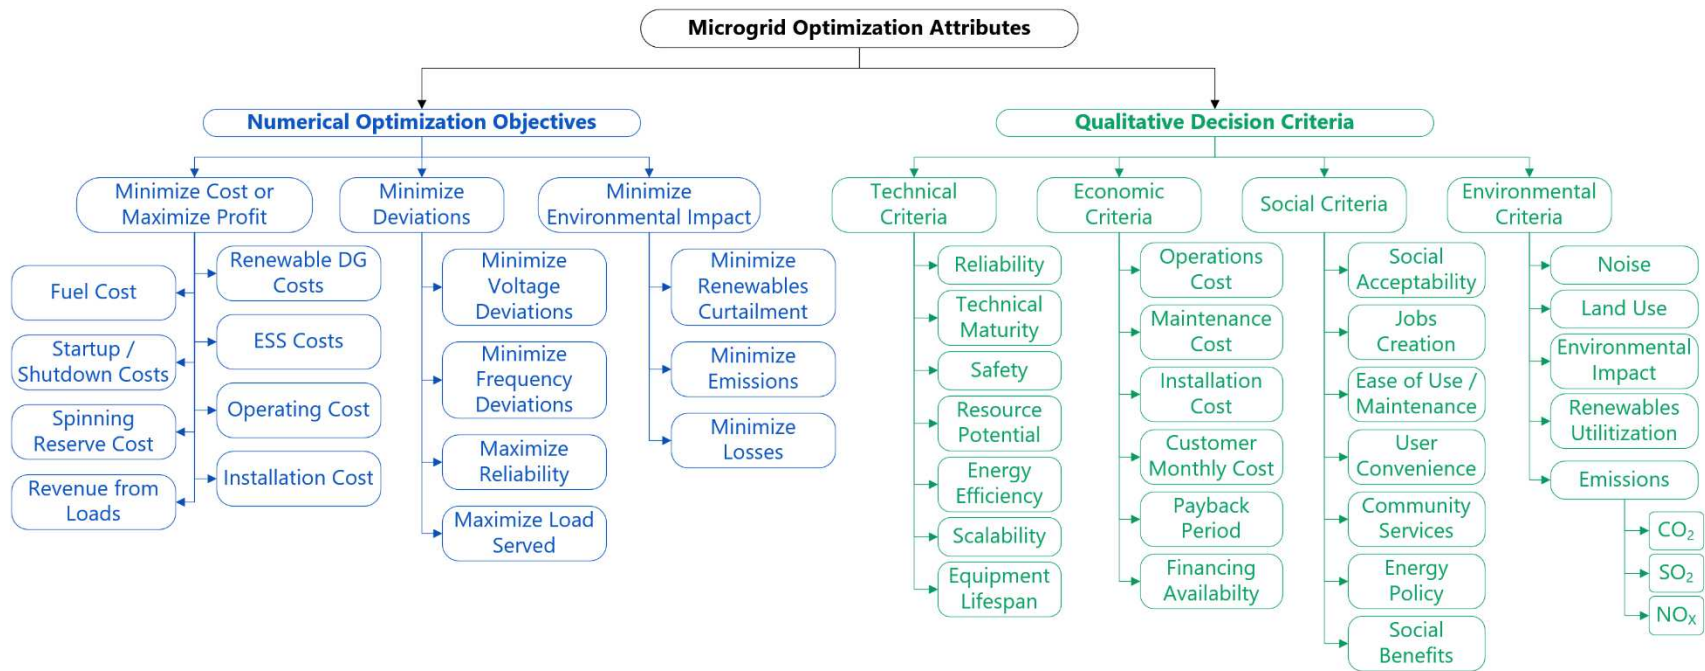 Microgrid Optimization Attributes
Numerical Optimization Objectives
Minimize Cost or
Maximize Profit
Fuel Cost
Startup /
Shutdown Costs
Spinning
Reserve Cost
Revenue from
Loads
Renewable DG
Costs
ESS Costs
Operating Cost
Installation Cost
Minimize
Deviations
Minimize
Voltage
Deviations
Minimize
Frequency
Deviations
Maximize
Reliability
Maximize Load
Served
Minimize
Environmental Impact
Minimize
Renewables
Curtailment
Minimize
Emissions
Minimize
Losses
Qualitative Decision Criteria
Technical
Criteria
Reliability
Technical
Maturity
Safety
Resource
Potential
Energy
Efficiency
Scalability
Equipment
Lifespan
Economic
Criteria
Operations
Cost
Maintenance
Cost
Installation
Cost
Customer
Monthly Cost
Payback
Period
Financing
Availabilty
Social Criteria
Social
Acceptability
Jobs
Creation
Ease of Use /
Maintenance
User
Convenience
Community
Services
Energy
Policy
Social
Benefits
Environmental
Criteria
Noise
Land Use
Environmental
Impact
Renewables
Utilitization
Emissions
CO₂
SO₂
NOₓ